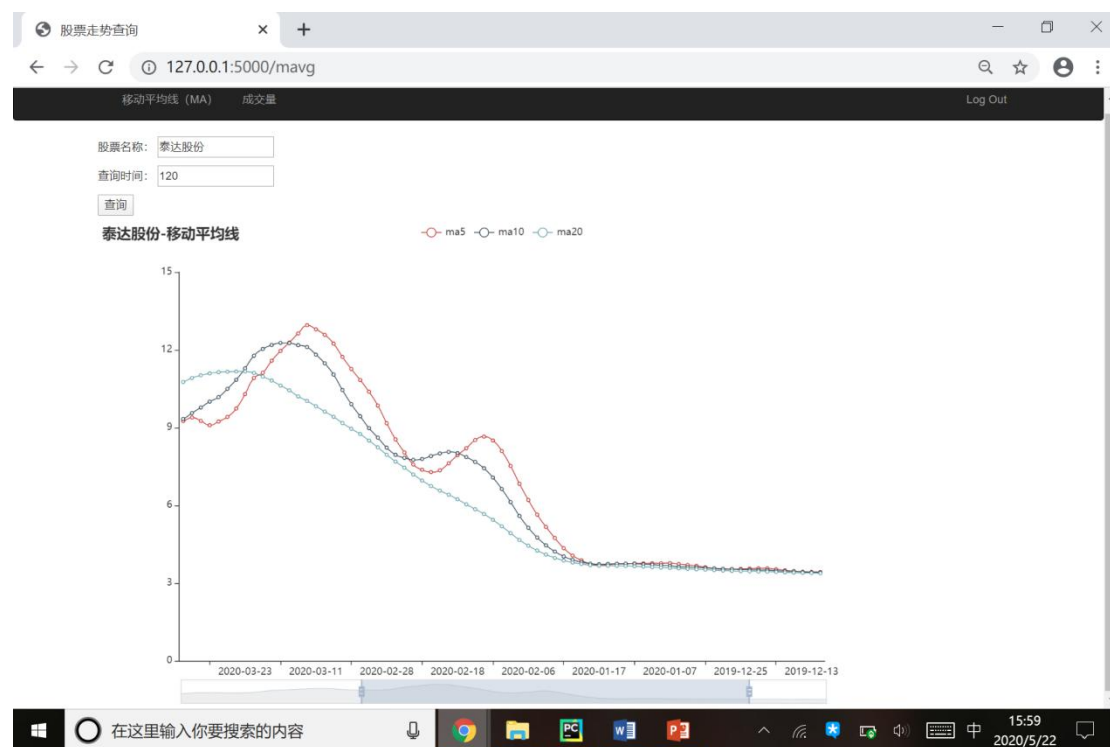 股票走势查询
127.0.0.1:5000/mavg
移动平均线 (MA) 成交量 Log Out
股票名称: 泰达股份
查询时间: 120
查询
泰达股份-移动平均线 ma5 ma10 ma20
15
12
9
6
3
0
2020-03-23 2020-03-11 2020-02-28 2020-02-18 2020-02-06 2020-01-17 2020-01-07 2019-12-25 2019-12-13
在这里输入你要搜索的内容 PC W P 中 15:59
2020/5/22